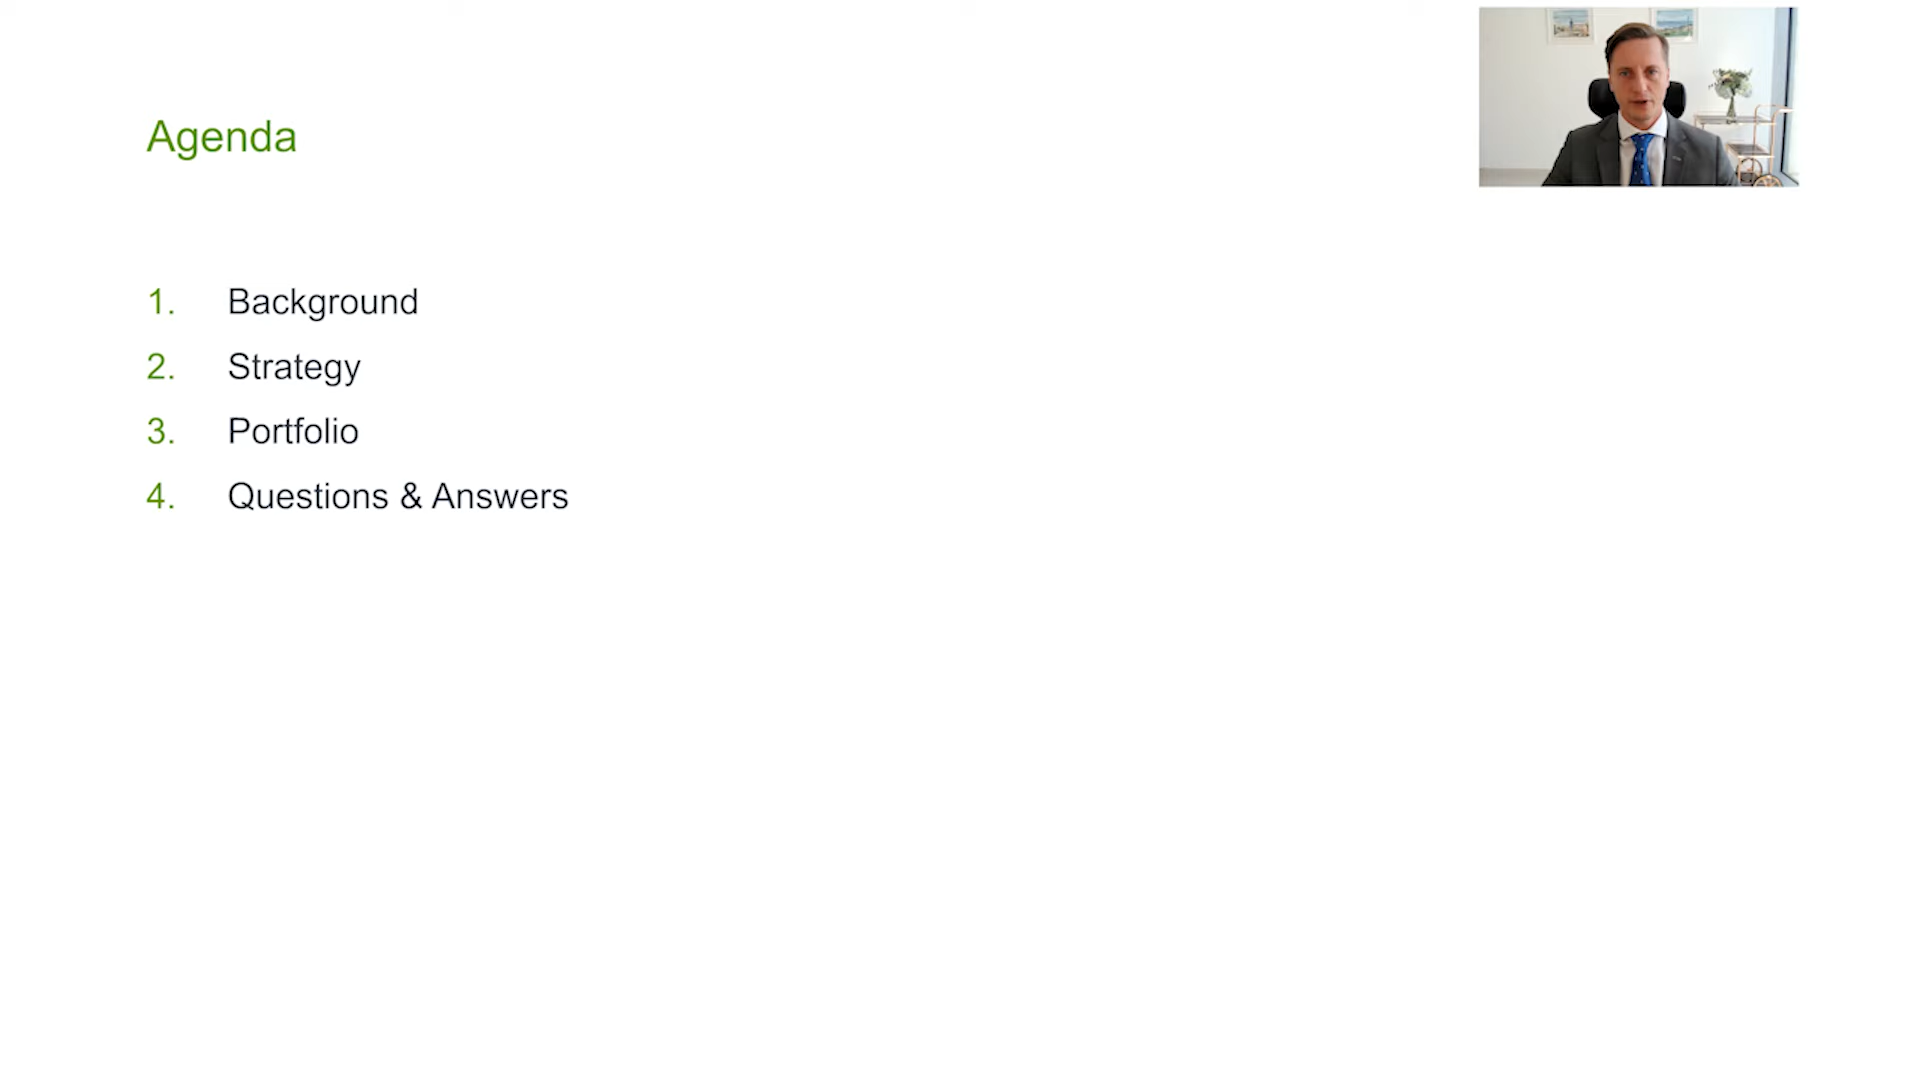 Agenda
1. Background
2. Strategy
3. Portfolio
4. Questions & Answers